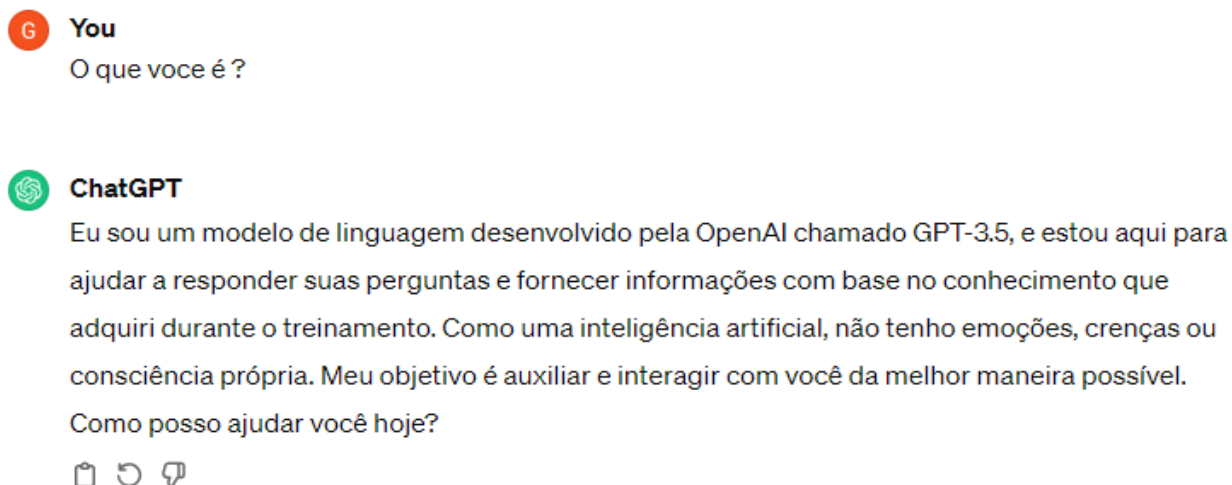 G You
O que voce é ?
ChatGPT
Eu sou um modelo de linguagem desenvolvido pela OpenAI chamado GPT-3.5, e estou aqui para
ajudar a responder suas perguntas e fornecer informações com base no conhecimento que
adquiri durante o treinamento. Como uma inteligência artificial, não tenho emoções, crenças ou
consciência própria. Meu objetivo é auxiliar e interagir com você da melhor maneira possível.
Como posso ajudar você hoje?